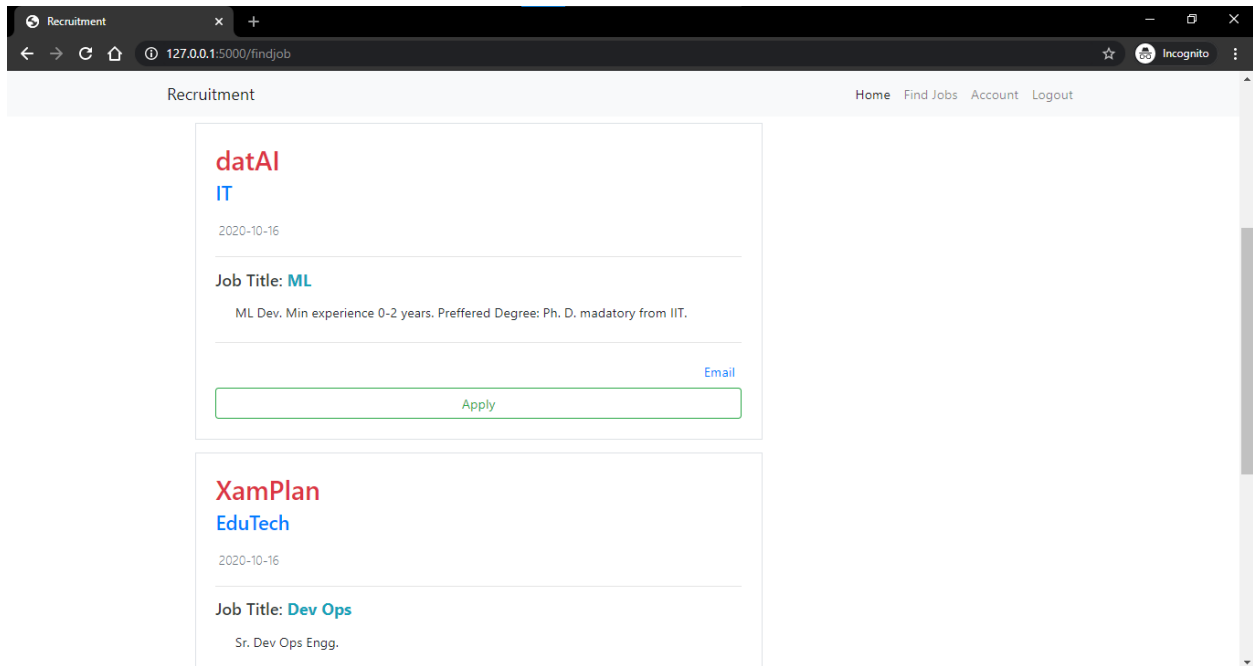 Recruitment
127.0.0.1:5000/findjob
Incognito
Recruitment
Home Find Jobs Account Logout
datAI
IT
2020-10-16
Job Title: ML
ML Dev. Min experience 0-2 years. Preffered Degree: Ph. D. madatory from IIT.
Email
Apply
XamPlan
EduTech
2020-10-16
Job Title: Dev Ops
Sr. Dev Ops Engg.